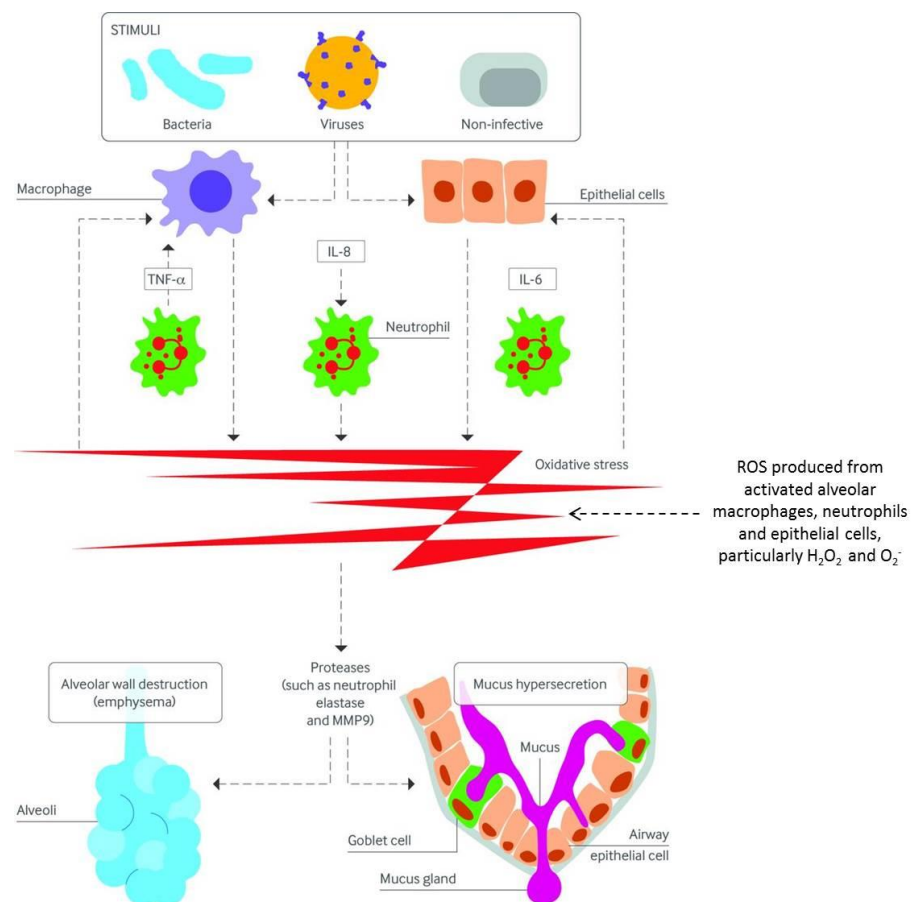 STIMULI
Bacteria
Viruses
Non-infective
Macrophage
Epithelial cells
TNF-α
IL-8
IL-6
Neutrophil
Oxidative stress
ROS produced from
activated alveolar
macrophages, neutrophils
and epithelial cells,
particularly H₂O₂ and O₂⁻
Alveolar wall destruction
(emphysema)
Proteases
(such as neutrophil
elastase
and MMP9)
Mucus hypersecretion
Mucus
Alveoli
Goblet cell
Airway
epithelial cell
Mucus gland